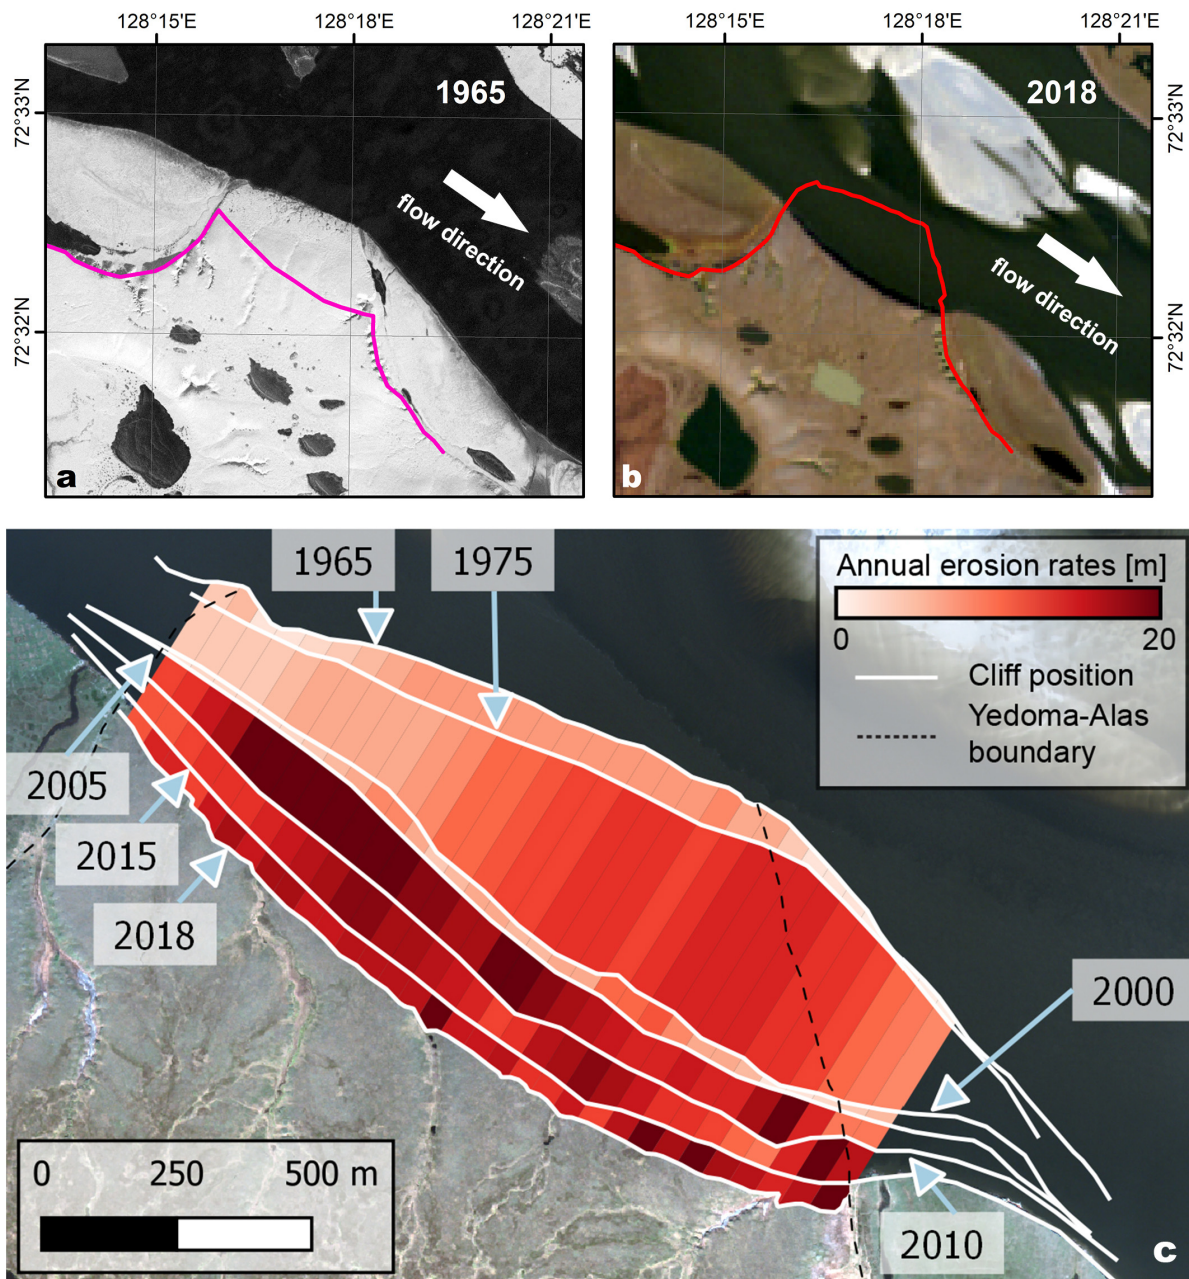 128°15'E
128°18'E
128°21'E
128°15'E
128°18'E
128°21'E
72°33'N
72°32'N
1965
flow direction
a
2018
flow direction
b
72°33'N
72°32'N
1965
1975
Annual erosion rates [m]
0
20
Cliff position
Yedoma-Alas
boundary
2005
2015
2018
2000
2010
0
250
500 m
c